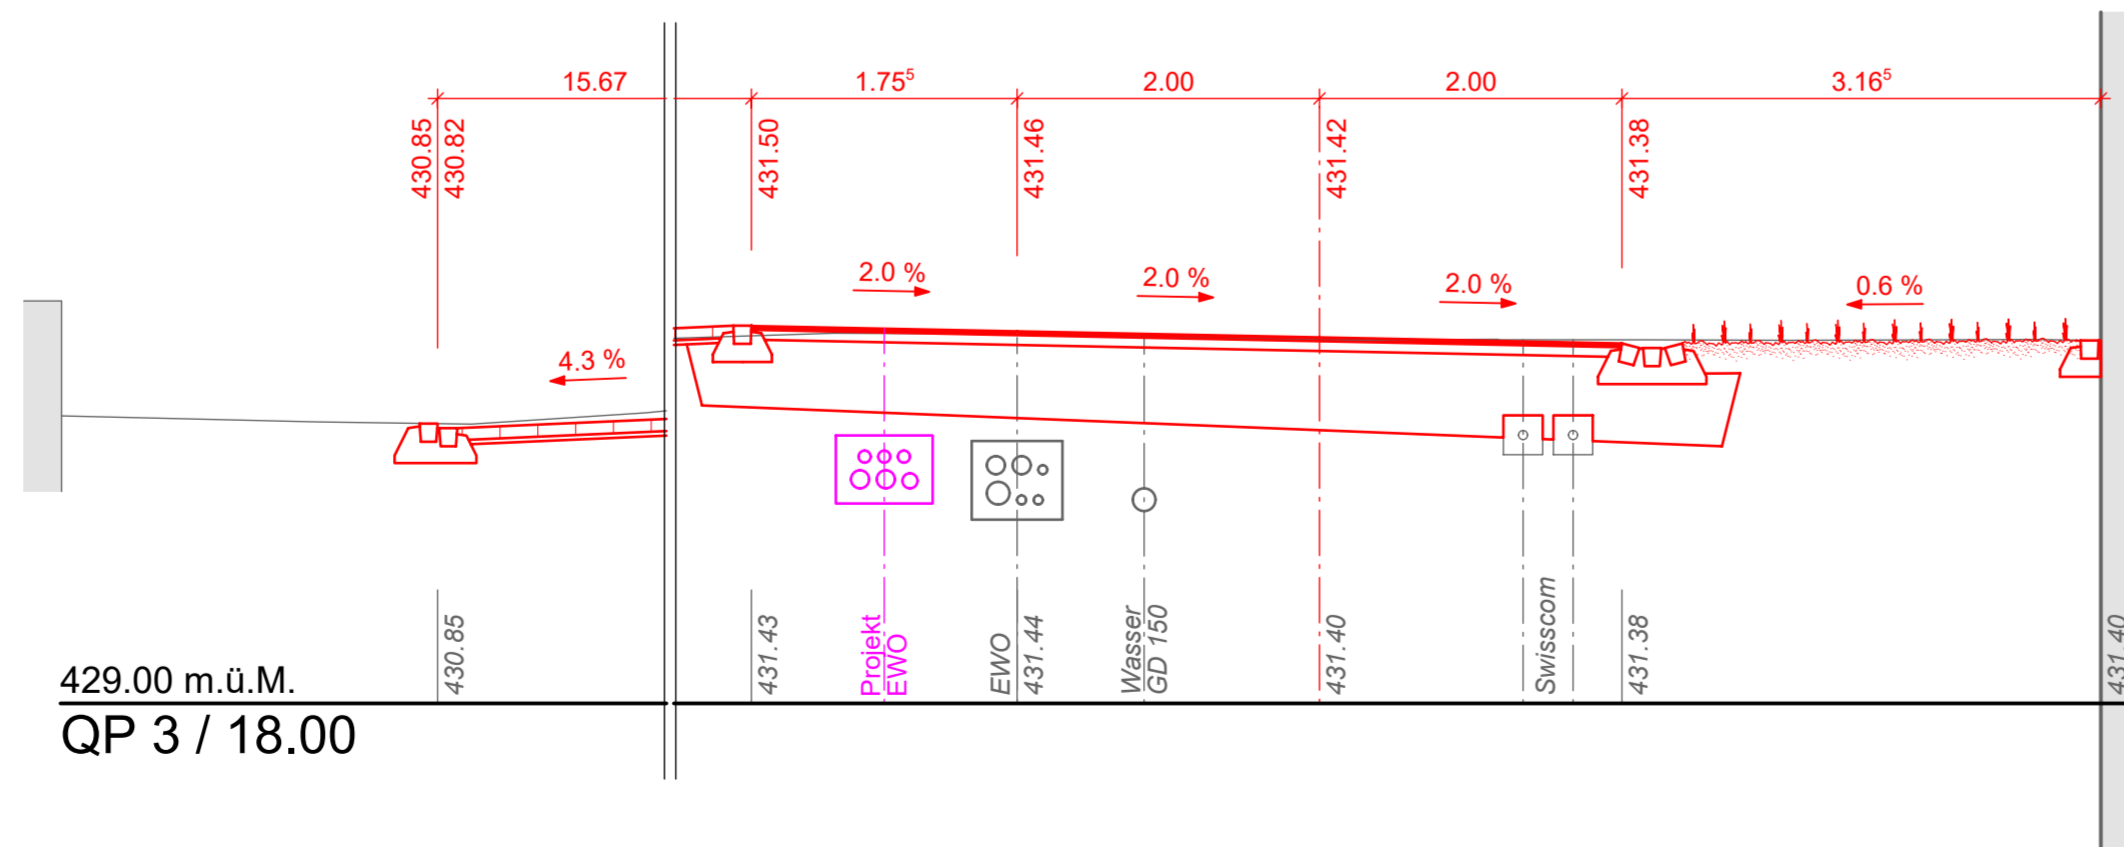 15.67
1.75⁵
2.00
2.00
3.16⁵
430.85
430.82
431.50
431.46
431.42
431.38
4.3 %
2.0 %
2.0 %
2.0 %
0.6 %
430.85
431.43
Projekt
EWO
EWO
431.44
Wasser
GD 150
431.40
Swisscom
431.38
431.40
429.00 m.ü.M.
QP 3 / 18.00